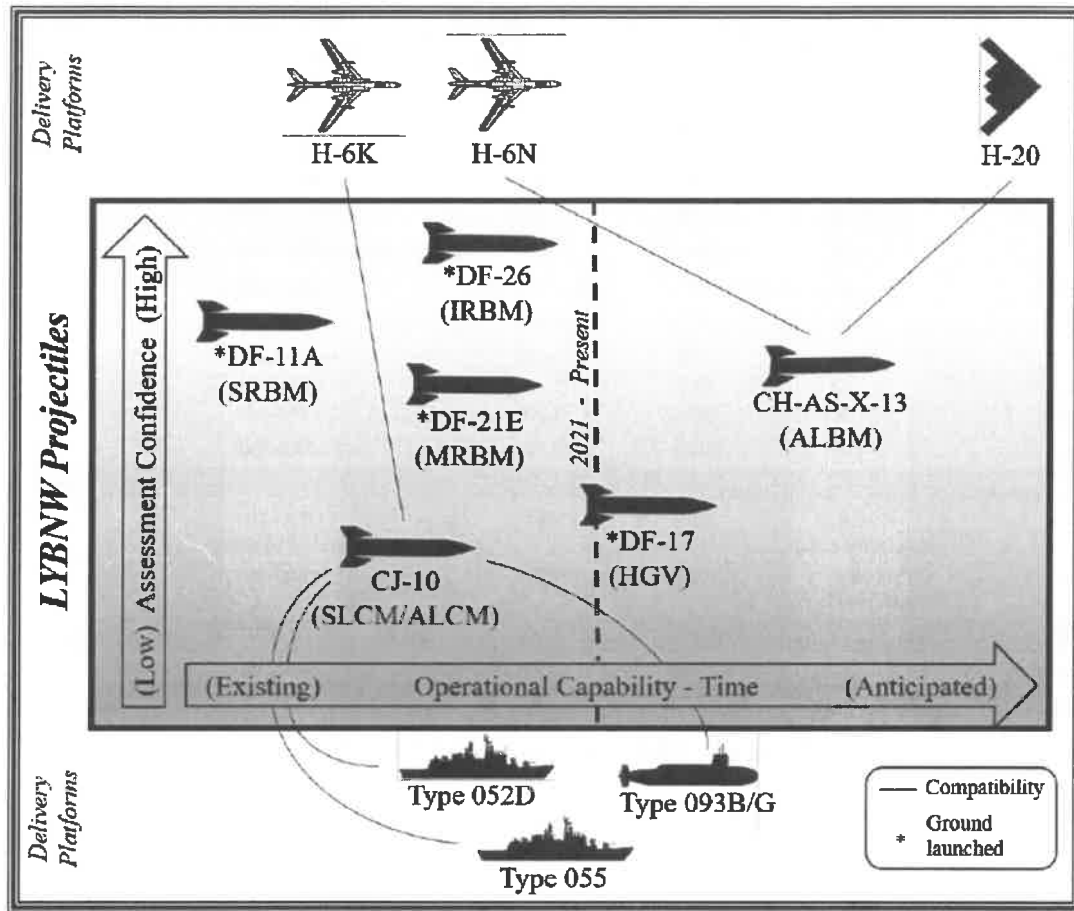 Delivery
Platforms
H-6K
H-6N
H-20
LYBNW Projectiles
(Low) Assessment Confidence (High)
*DF-26
(IRBM)
*DF-11A
(SRBM)
*DF-21E
(MRBM)
2021 - Present
CH-AS-X-13
(ALBM)
*DF-17
(HGV)
CJ-10
(SLCM/ALCM)
(Existing) Operational Capability - Time (Anticipated)
Delivery
Platforms
Type 052D
Type 093B/G
Type 055
Compatibility
* Ground
launched